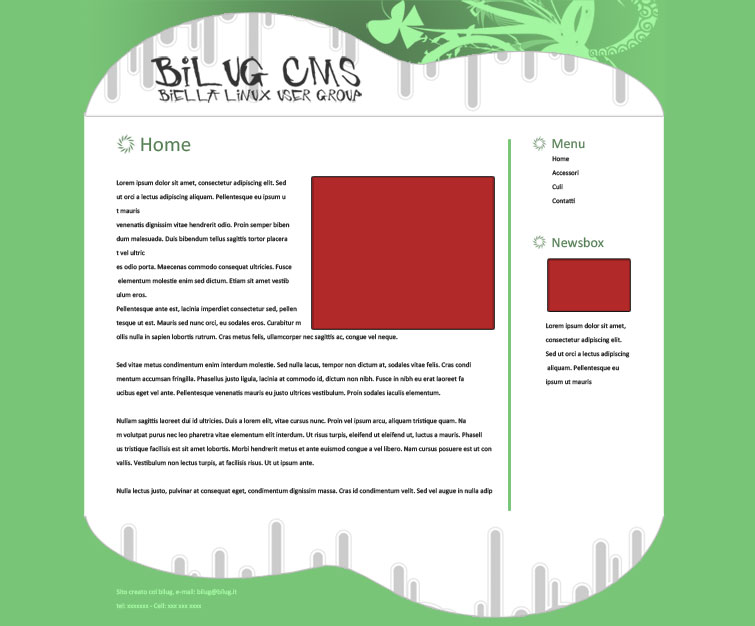 BiLUG CMS
BIELLA LINUX USER GROUP
Home
Lorem ipsum dolor sit amet, consectetur adipiscing elit. Sed
ut orci a lectus adipiscing aliquam. Pellentesque eu ipsum u
t mauris
venenatis dignissim vitae hendrerit odio. Proin semper biben
dum malesuada. Duis bibendum tellus sagittis tortor placera
t vel ultric
es odio porta. Maecenas commodo consequat ultricies. Fusce
elementum molestie enim sed dictum. Etiam sit amet vestib
ulum eros.
Pellentesque ante est, lacinia imperdiet consectetur sed, pellen
tesque ut est. Mauris sed nunc orci, eu sodales eros. Curabitur m
ollis nulla in sapien lobortis rutrum. Cras metus felis, ullamcorper nec sagittis ac, congue vel neque.
Sed vitae metus condimentum enim interdum molestie. Sed nulla lacus, tempor non dictum at, sodales vitae felis. Cras condi
mentum accumsan fringilla. Phasellus justo ligula, lacinia at commodo id, dictum non nibh. Fusce in nibh eu erat laoreet fa
ucibus eget vel ante. Pellentesque venenatis mauris eu justo ultrices vestibulum. Proin sodales iaculis elementum.
Nullam sagittis laoreet dui id ultricies. Duis a lorem elit, vitae cursus nunc. Proin vel ipsum arcu, aliquam tristique quam. Na
m volutpat purus nec leo pharetra vitae elementum elit interdum. Ut risus turpis, eleifend ut eleifend ut, luctus a mauris. Phasell
us tristique facilisis est sit amet lobortis. Morbi hendrerit metus et ante euismod congue a vel libero. Nam cursus posuere est ut con
vallis. Vestibulum non lectus turpis, at facilisis risus. Ut ut ipsum ante.
Nulla lectus justo, pulvinar at consequat eget, condimentum dignissim massa. Cras id condimentum velit. Sed vel augue in nulla adip
Menu
Home
Accessori
Culi
Contatti
Newsbox
Lorem ipsum dolor sit amet,
consectetur adipiscing elit.
Sed ut orci a lectus adipiscing
aliquam. Pellentesque eu
ipsum ut mauris
Sito creato col bilug, e-mail: bilug@bilug.it
tel: xxxxxxx - Cell: xxx xxx xxxx